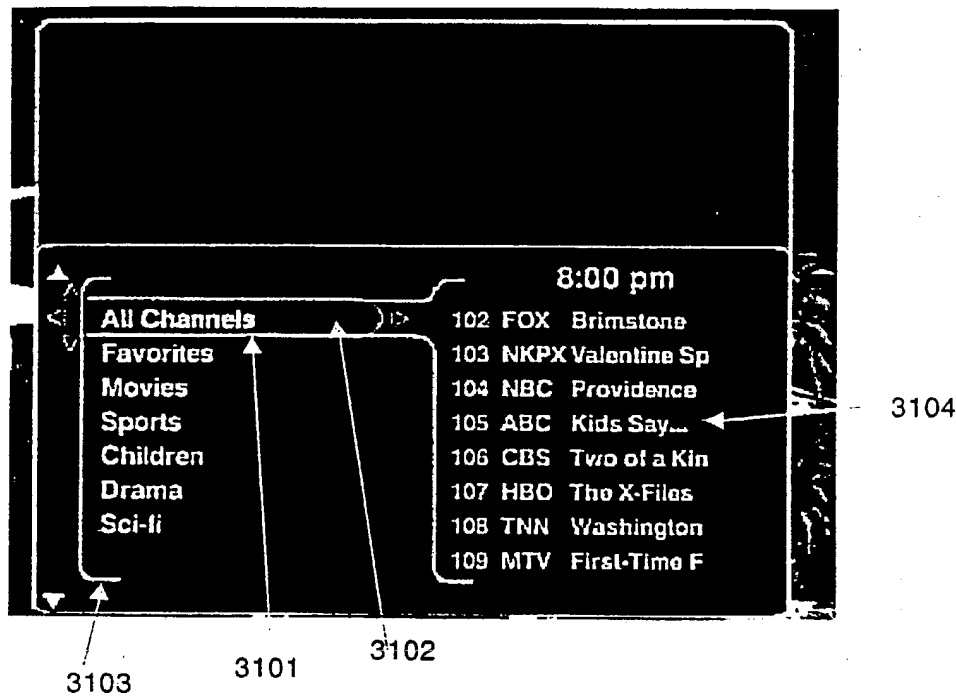 8:00 pm
All Channels
Favorites
Movies
Sports
Children
Drama
Sci-fi
102 FOX Brimstone
103 NKPX Valentine Sp
104 NBC Providence
105 ABC Kids Say...
106 CBS Two of a Kin
107 HBO The X-Files
108 TNN Washington
109 MTV First-Time F
3104
3103
3101
3102